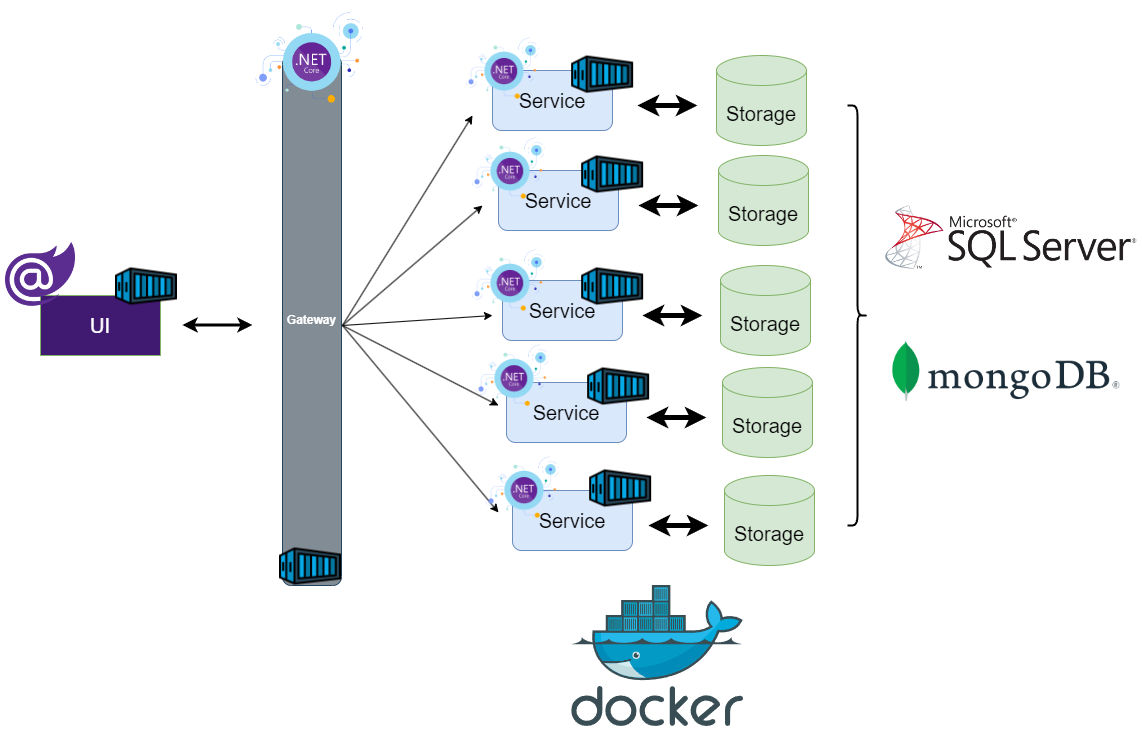 .NET
Core
.NET
Core
Service
Storage
.NET
Core
Service
Storage
Microsoft®
SQL Server®
™
@
UI
Gateway
.NET
Core
Service
Storage
mongoDB®
.NET
Core
Service
Storage
.NET
Core
Service
Storage
docker